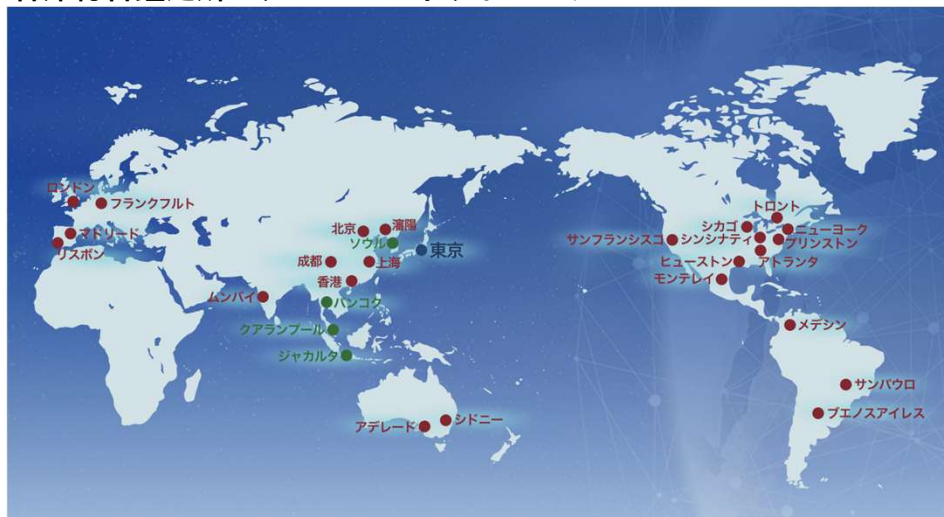 ロンドン
フランクフルト
マドリード
リスボン
北京
瀋陽
ソウル
東京
成都
上海
香港
ムンバイ
バンコク
クアランプール
ジャカルタ
アデレード
シドニー
トロント
シカゴ
ニューヨーク
サンフランシスコ
シンシナティ
プリンストン
ヒューストン
アトランタ
モンテレイ
メデシン
サンパウロ
ブエノスアイレス